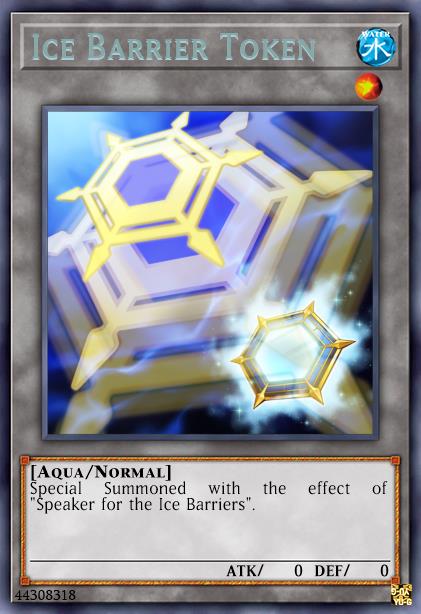 Ice Barrier Token
WATER
水
[Aqua/Normal]
Special Summoned with the effect of
"Speaker for the Ice Barriers".
ATK/ 0 DEF/ 0
44308318